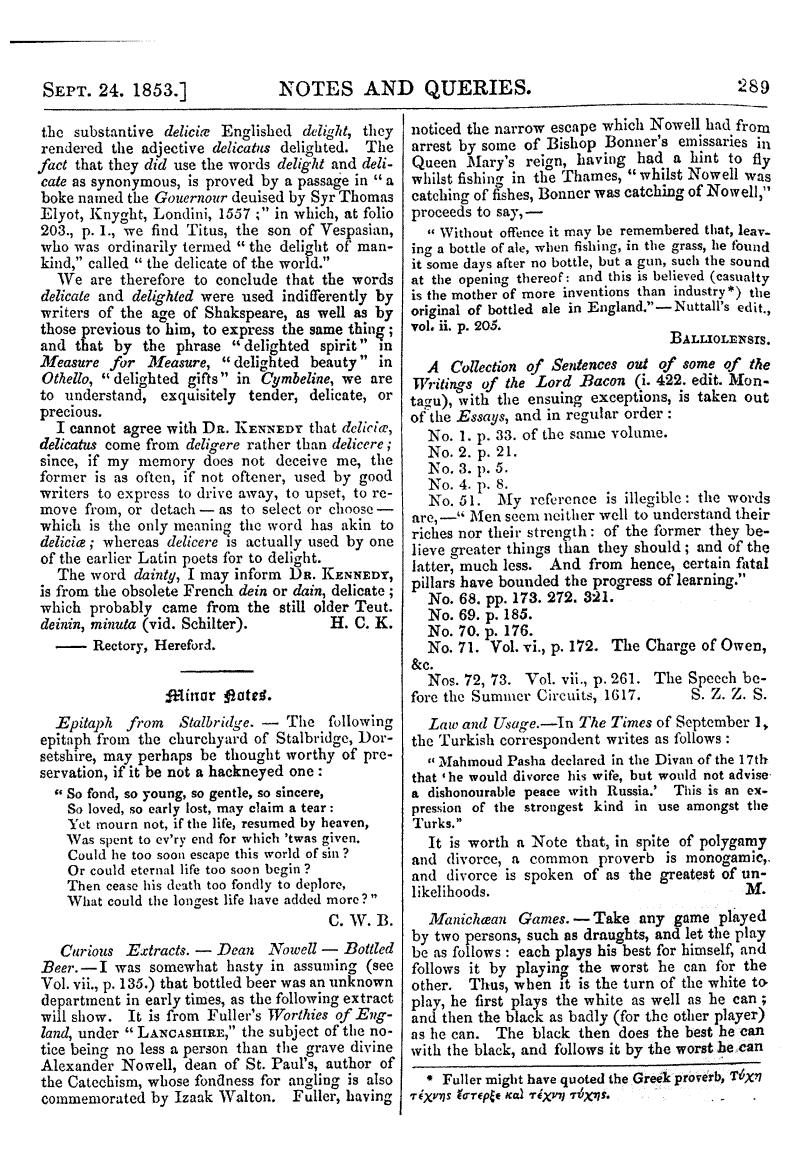 SEPT. 24. 1853.] NOTES AND QUERIES. 289
the substantive deliciæ Englished delight, they
rendered the adjective delicatus delighted. The
fact that they did use the words delight and deli-
cate as synonymous, is proved by a passage in "a
boke named the Gouernour deuised by Syr Thomas
Elyot, Knyght, Londini, 1557;" in which, at folio
203., p. 1., we find Titus, the son of Vespasian,
who was ordinarily termed "the delight of man-
kind," called "the delicate of the world."
We are therefore to conclude that the words
delicate and delighted were used indifferently by
writers of the age of Shakspeare, as well as by
those previous to him, to express the same thing;
and that by the phrase "delighted spirit" in
Measure for Measure, "delighted beauty" in
Othello, "delighted gifts" in Cymbeline, we are
to understand, exquisitely tender, delicate, or
precious.
I cannot agree with DR. KENNEDY that deliciæ,
delicatus come from deligere rather than delicere;
since, if my memory does not deceive me, the
former is as often, if not oftener, used by good
writers to express to drive away, to upset, to re-
move from, or detach — as to select or choose —
which is the only meaning the word has akin to
deliciæ; whereas delicere is actually used by one
of the earlier Latin poets for to delight.
The word dainty, I may inform DR. KENNEDY,
is from the obsolete French dein or dain, delicate;
which probably came from the still older Teut.
deinin, minuta (vid. Schilter). H. C. K.
—— Rectory, Hereford.
Minor Notes.
Epitaph from Stalbridge. — The following
epitaph from the churchyard of Stalbridge, Dor-
setshire, may perhaps be thought worthy of pre-
servation, if it be not a hackneyed one:
"So fond, so young, so gentle, so sincere,
So loved, so early lost, may claim a tear:
Yet mourn not, if the life, resumed by heaven,
Was spent to ev'ry end for which 'twas given.
Could he too soon escape this world of sin?
Or could eternal life too soon begin?
Then cease his death too fondly to deplore,
What could the longest life have added more?"
C. W. B.
Curious Extracts. — Dean Nowell — Bottled
Beer. — I was somewhat hasty in assuming (see
Vol. vii., p. 135.) that bottled beer was an unknown
department in early times, as the following extract
will show. It is from Fuller's Worthies of Eng-
land, under "LANCASHIRE," the subject of the no-
tice being no less a person than the grave divine
Alexander Nowell, dean of St. Paul's, author of
the Catechism, whose fondness for angling is also
commemorated by Izaak Walton. Fuller, having
noticed the narrow escape which Nowell had from
arrest by some of Bishop Bonner's emissaries in
Queen Mary's reign, having had a hint to fly
whilst fishing in the Thames, "whilst Nowell was
catching of fishes, Bonner was catching of Nowell,"
proceeds to say, —
"Without offence it may be remembered that, leav-
ing a bottle of ale, when fishing, in the grass, he found
it some days after no bottle, but a gun, such the sound
at the opening thereof: and this is believed (casualty
is the mother of more inventions than industry*) the
original of bottled ale in England." — Nuttall's edit.,
vol. ii. p. 205.
BALLIOLENSIS.
A Collection of Sentences out of some of the
Writings of the Lord Bacon (i. 422. edit. Mon-
tagu), with the ensuing exceptions, is taken out
of the Essays, and in regular order:
No. 1. p. 33. of the same volume.
No. 2. p. 21.
No. 3. p. 5.
No. 4. p. 8.
No. 51. My reference is illegible: the words
are, — "Men seem neither well to understand their
riches nor their strength: of the former they be-
lieve greater things than they should; and of the
latter, much less. And from hence, certain fatal
pillars have bounded the progress of learning."
No. 68. pp. 173. 272. 321.
No. 69. p. 185.
No. 70. p. 176.
No. 71. Vol. vi., p. 172. The Charge of Owen,
&c.
Nos. 72, 73. Vol. vii., p. 261. The Speech be-
fore the Summer Circuits, 1617. S. Z. Z. S.
Law and Usage. — In The Times of September 1,
the Turkish correspondent writes as follows:
"Mahmoud Pasha declared in the Divan of the 17th
that 'he would divorce his wife, but would not advise
a dishonourable peace with Russia.' This is an ex-
pression of the strongest kind in use amongst the
Turks."
It is worth a Note that, in spite of polygamy
and divorce, a common proverb is monogamic,
and divorce is spoken of as the greatest of un-
likelihoods. M.
Manichæan Games. — Take any game played
by two persons, such as draughts, and let the play
be as follows: each plays his best for himself, and
follows it by playing the worst he can for the
other. Thus, when it is the turn of the white to
play, he first plays the white as well as he can;
and then the black as badly (for the other player)
as he can. The black then does the best he can
with the black, and follows it by the worst he can
* Fuller might have quoted the Greek proverb, Τύχη
τέχνης ἔστερξε καὶ τέχνη τύχης.